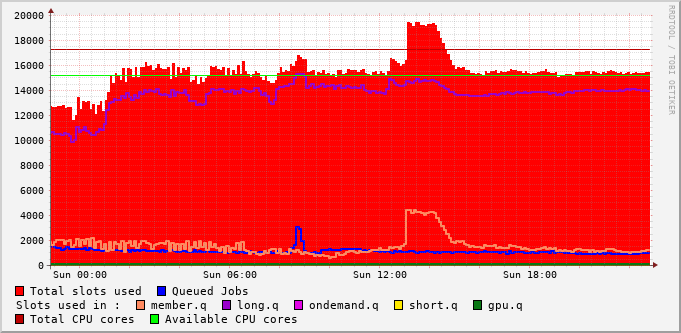 RRDTOOL / TOBI OETIKER
20000
18000
16000
14000
12000
10000
8000
6000
4000
2000
0
Sun 00:00 Sun 06:00 Sun 12:00 Sun 18:00
Total slots used Queued Jobs
Slots used in : member.q long.q ondemand.q short.q gpu.q
Total CPU cores Available CPU cores